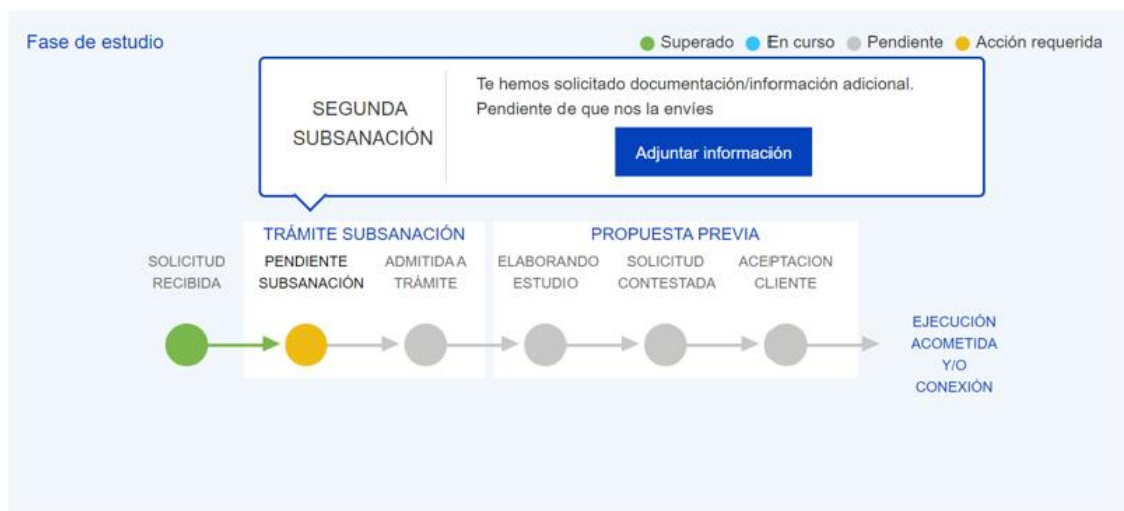 Fase de estudio
Superado En curso Pendiente Acción requerida
SEGUNDA
SUBSANACIÓN
Te hemos solicitado documentación/información adicional.
Pendiente de que nos la envíes
Adjuntar información
TRÁMITE SUBSANACIÓN
PROPUESTA PREVIA
SOLICITUD
RECIBIDA
PENDIENTE
SUBSANACIÓN
ADMITIDA A
TRÁMITE
ELABORANDO
ESTUDIO
SOLICITUD
CONTESTADA
ACEPTACION
CLIENTE
EJECUCIÓN
ACOMETIDA
Y/O
CONEXIÓN